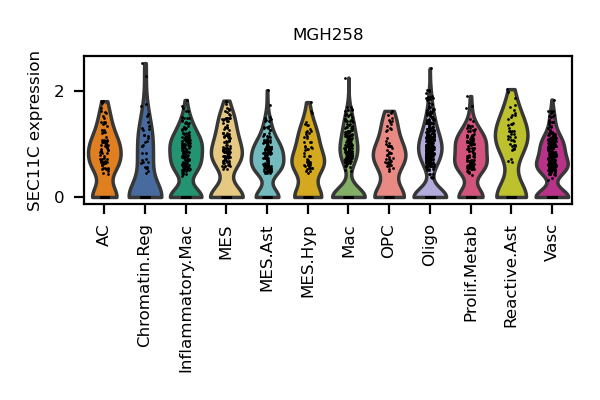 MGH258
SEC11C expression
2
0
AC
Chromatin.Reg
Inflammatory.Mac
MES
MES.Ast
MES.Hyp
Mac
OPC
Oligo
Prolif.Metab
Reactive.Ast
Vasc